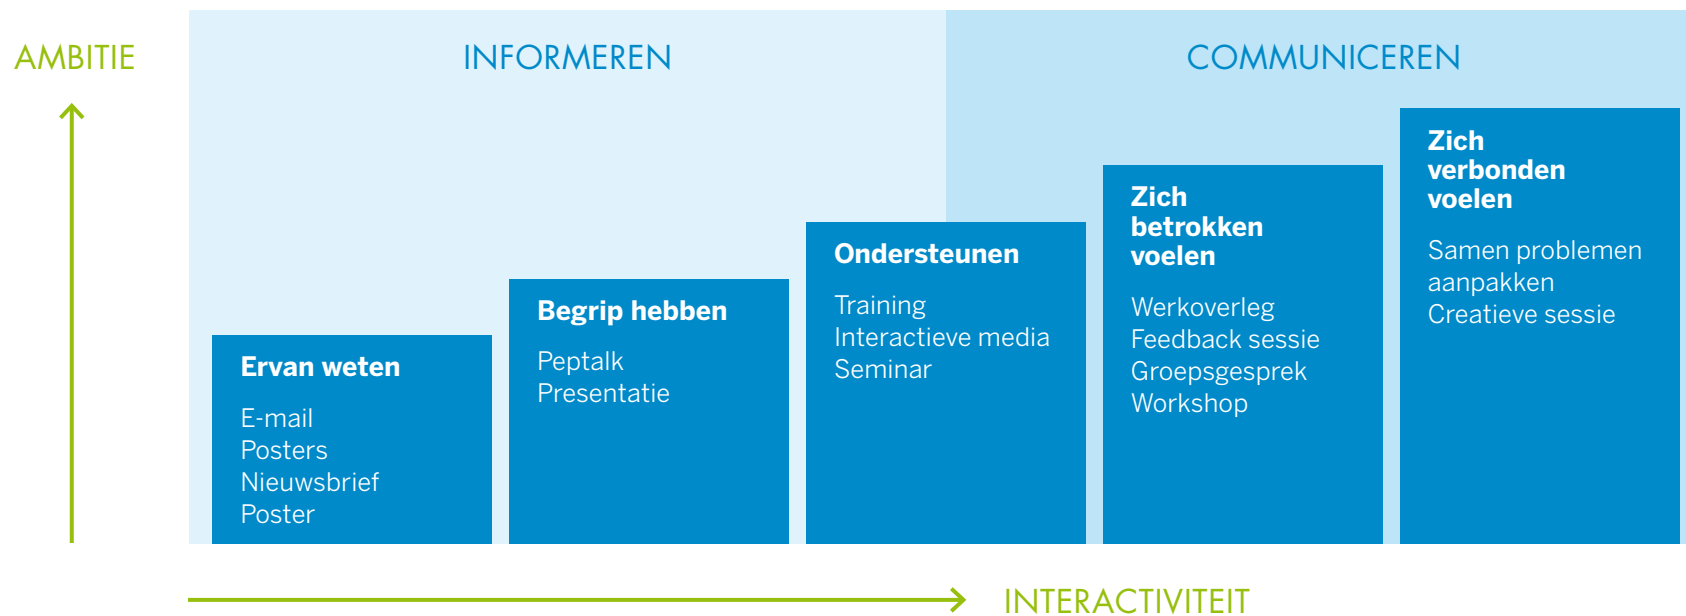 AMBITIE
INFORMEREN
COMMUNICEREN
Ervan weten
E-mail
Posters
Nieuwsbrief
Poster
Begrip hebben
Peptalk
Presentatie
Ondersteunen
Training
Interactieve media
Seminar
Zich
betrokken
voelen
Werkoverleg
Feedback sessie
Groepsgesprek
Workshop
Zich
verbonden
voelen
Samen problemen
aanpakken
Creatieve sessie
INTERACTIVITEIT